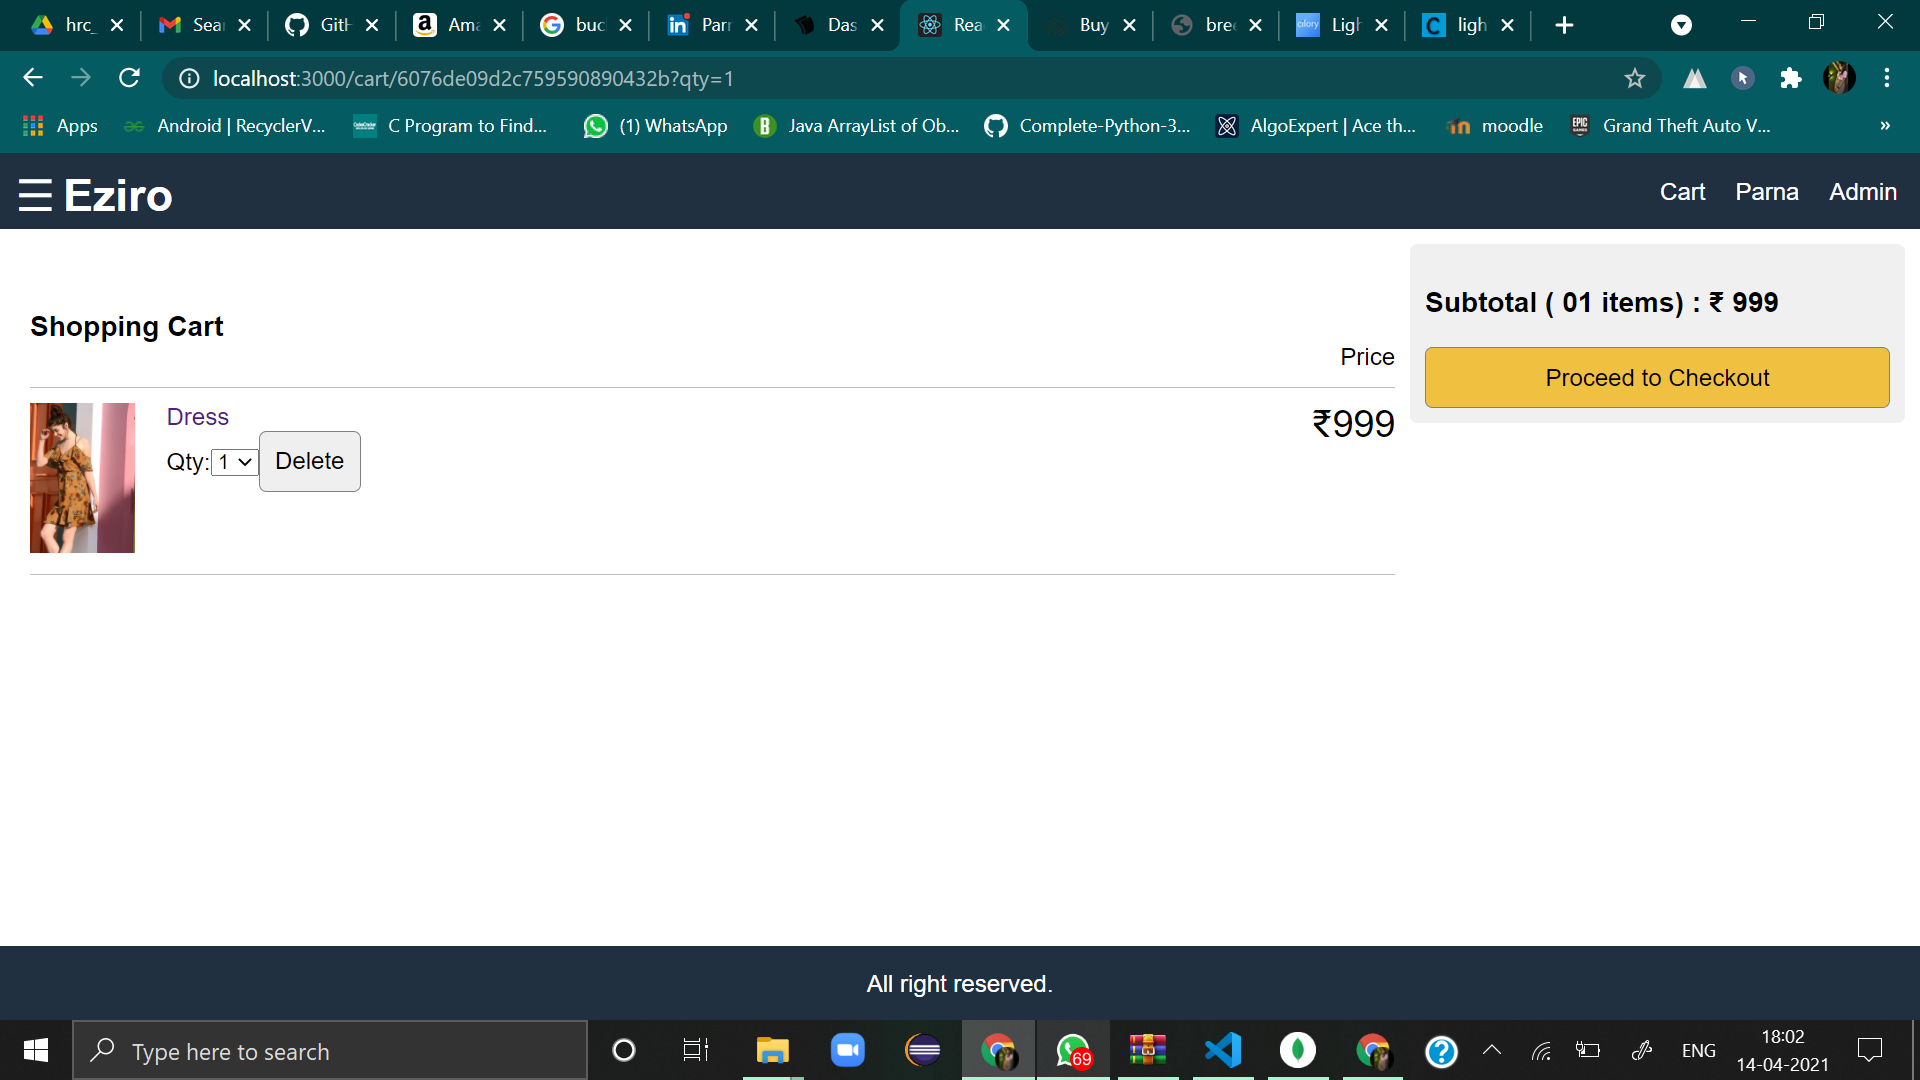 hrc_ Sear GitH Ama buc Parn Das Rea Buy bree Ligh ligh
localhost:3000/cart/6076de09d2c759590890432b?qty=1
Apps Android | RecyclerV... C Program to Find... (1) WhatsApp Java ArrayList of Ob... Complete-Python-3... AlgoExpert | Ace th... moodle Grand Theft Auto V... »
☰ Eziro Cart Parna Admin
Subtotal ( 01 items) : ₹ 999
Shopping Cart
Price
Proceed to Checkout
Dress ₹999
Qty: 1 Delete
All right reserved.
Type here to search 69 ENG 18:02
14-04-2021